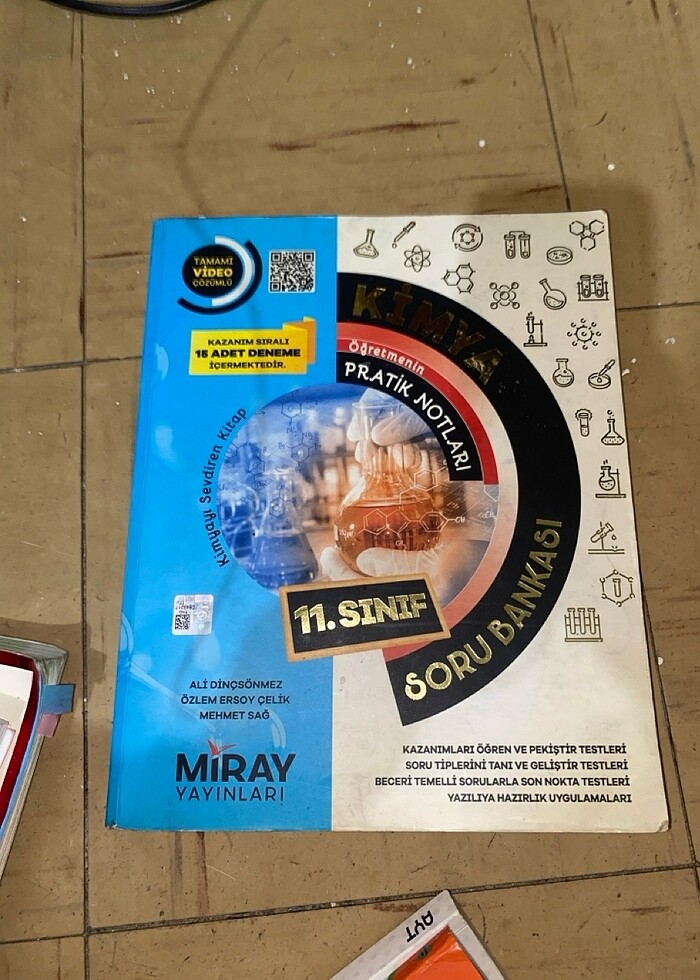 TAMAMI
VİDEO
ÇÖZÜMLÜ
KAZANIM SIRALI
15 ADET DENEME
İÇERMEKTEDİR.
KİMYA
Öğretmenin
PRATİK NOTLARI
Kimyayı Sevdiren Kitap
11. SINIF
SORU BANKASI
ALİ DİNÇSÖNMEZ
ÖZLEM ERSOY ÇELİK
MEHMET SAĞ
MİRAY
YAYINLARI
KAZANIMLARI ÖĞREN VE PEKİŞTİR TESTLERİ
SORU TİPLERİNİ TANI VE GELİŞTİR TESTLERİ
BECERİ TEMELLİ SORULARLA SON NOKTA TESTLERİ
YAZILIYA HAZIRLIK UYGULAMALARI
AYT